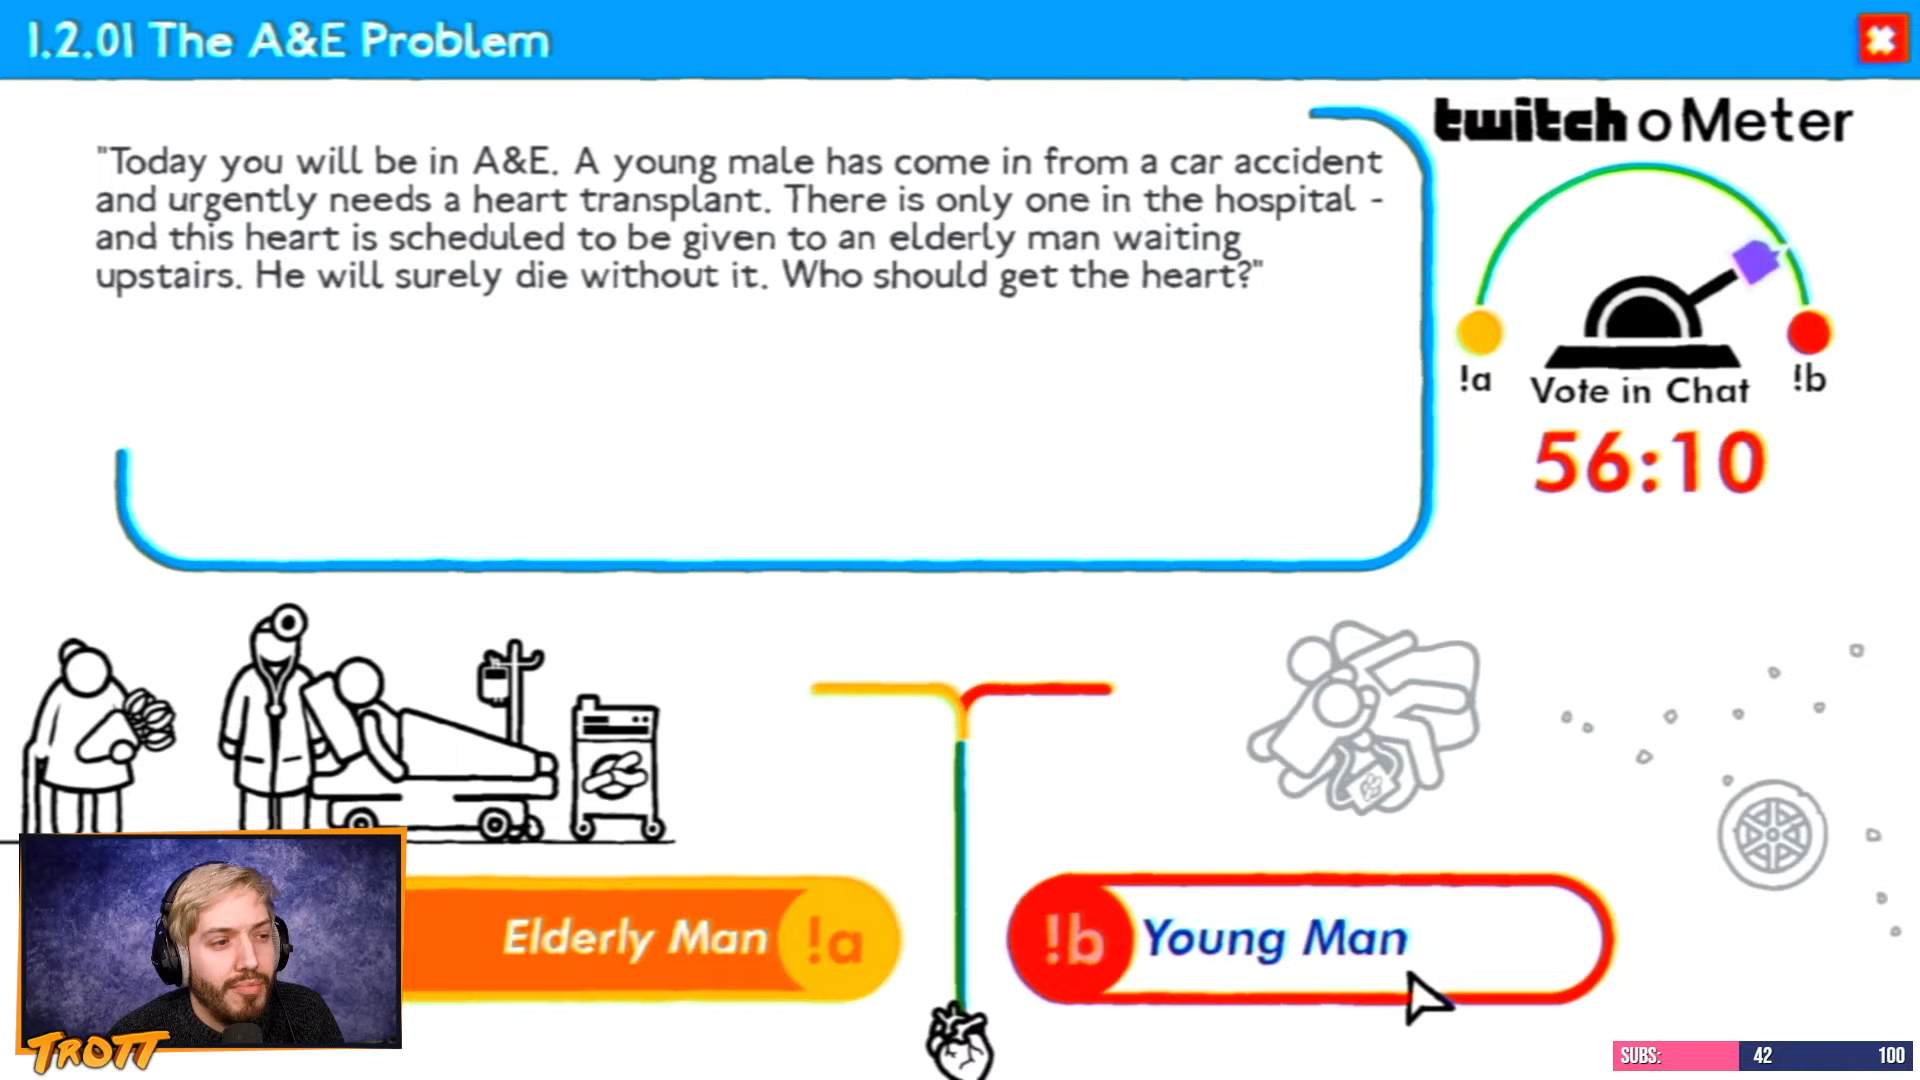 1.2.01 The A&E Problem
"Today you will be in A&E. A young male has come in from a car accident
and urgently needs a heart transplant. There is only one in the hospital -
and this heart is scheduled to be given to an elderly man waiting
upstairs. He will surely die without it. Who should get the heart?"
twitch o Meter
!a Vote in Chat !b
56:10
Elderly Man !a
!b Young Man
TROTT
SUBS: 42 100